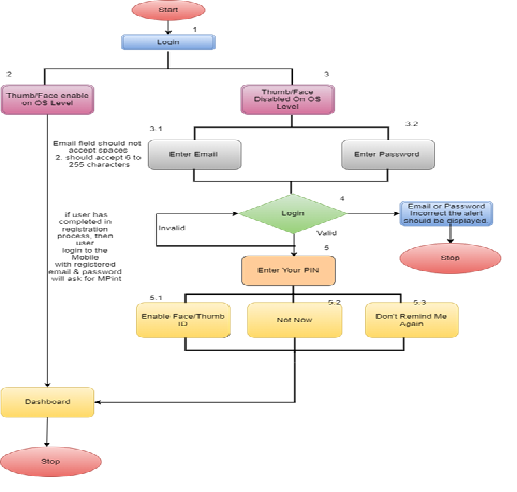 Start
1
Login
2
3
Thumb/Face enable
on OS Level
Thumb/Face
Disabled On OS
Level
3.1
3.2
Email field should not
accept spaces
2. should accept 6 to
255 characters
Enter Email
Enter Password
4
Login
Email or Password
Incorrect the alert
should be displayed.
Invalid
Valid
if user has
completed in
registration
process, then
user
login to the
Mobile
with registered
email & password
will ask for MPint
5
Stop
Enter Your PIN
5.1
5.2
5.3
Enable Face/Thumb
ID
Not Now
Don't Remind Me
Again
Dashboard
Stop